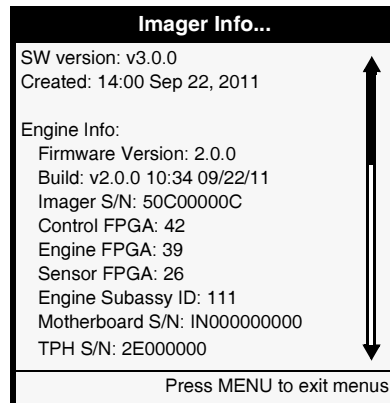 Imager Info...
SW version: v3.0.0
Created: 14:00 Sep 22, 2011
Engine Info:
Firmware Version: 2.0.0
Build: v2.0.0 10:34 09/22/11
Imager S/N: 50C00000C
Control FPGA: 42
Engine FPGA: 39
Sensor FPGA: 26
Engine Subassy ID: 111
Motherboard S/N: IN000000000
TPH S/N: 2E000000
Press MENU to exit menus